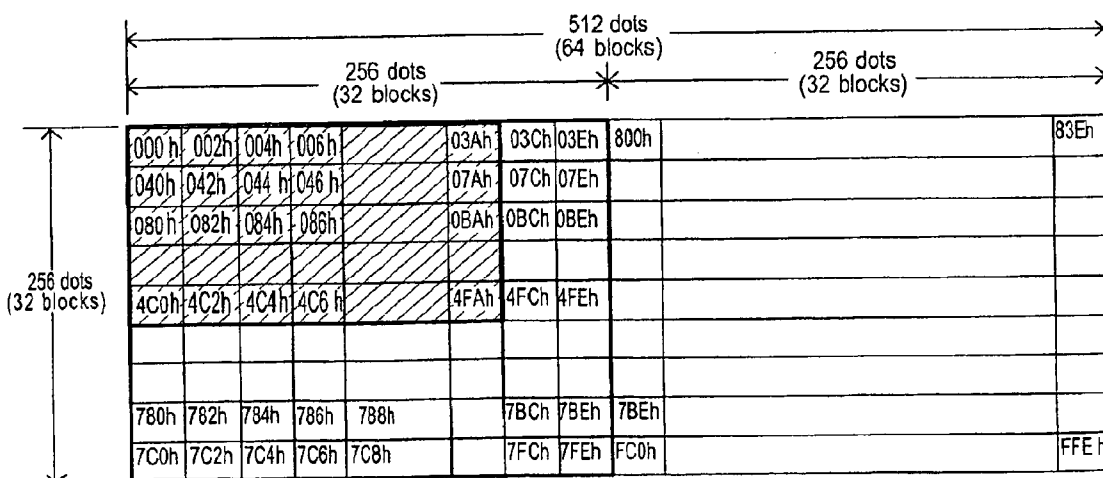 512 dots
(64 blocks)
256 dots
(32 blocks)
256 dots
(32 blocks)
000 h 002h 004h 006h 03Ah 03Ch 03Eh 800h 83Eh
040h 042h 044 h 046h 07Ah 07Ch 07Eh
080h 082h 084h 086h 0BAh 0BCh 0BEh
256 dots
(32 blocks)
4C0h 4C2h 4C4h 4C6 h 4FAh 4FCh 4FEh
780h 782h 784h 786h 788h 7BCh 7BEh 7BEh
7C0h 7C2h 7C4h 7C6h 7C8h 7FCh 7FEh FC0h FFE h